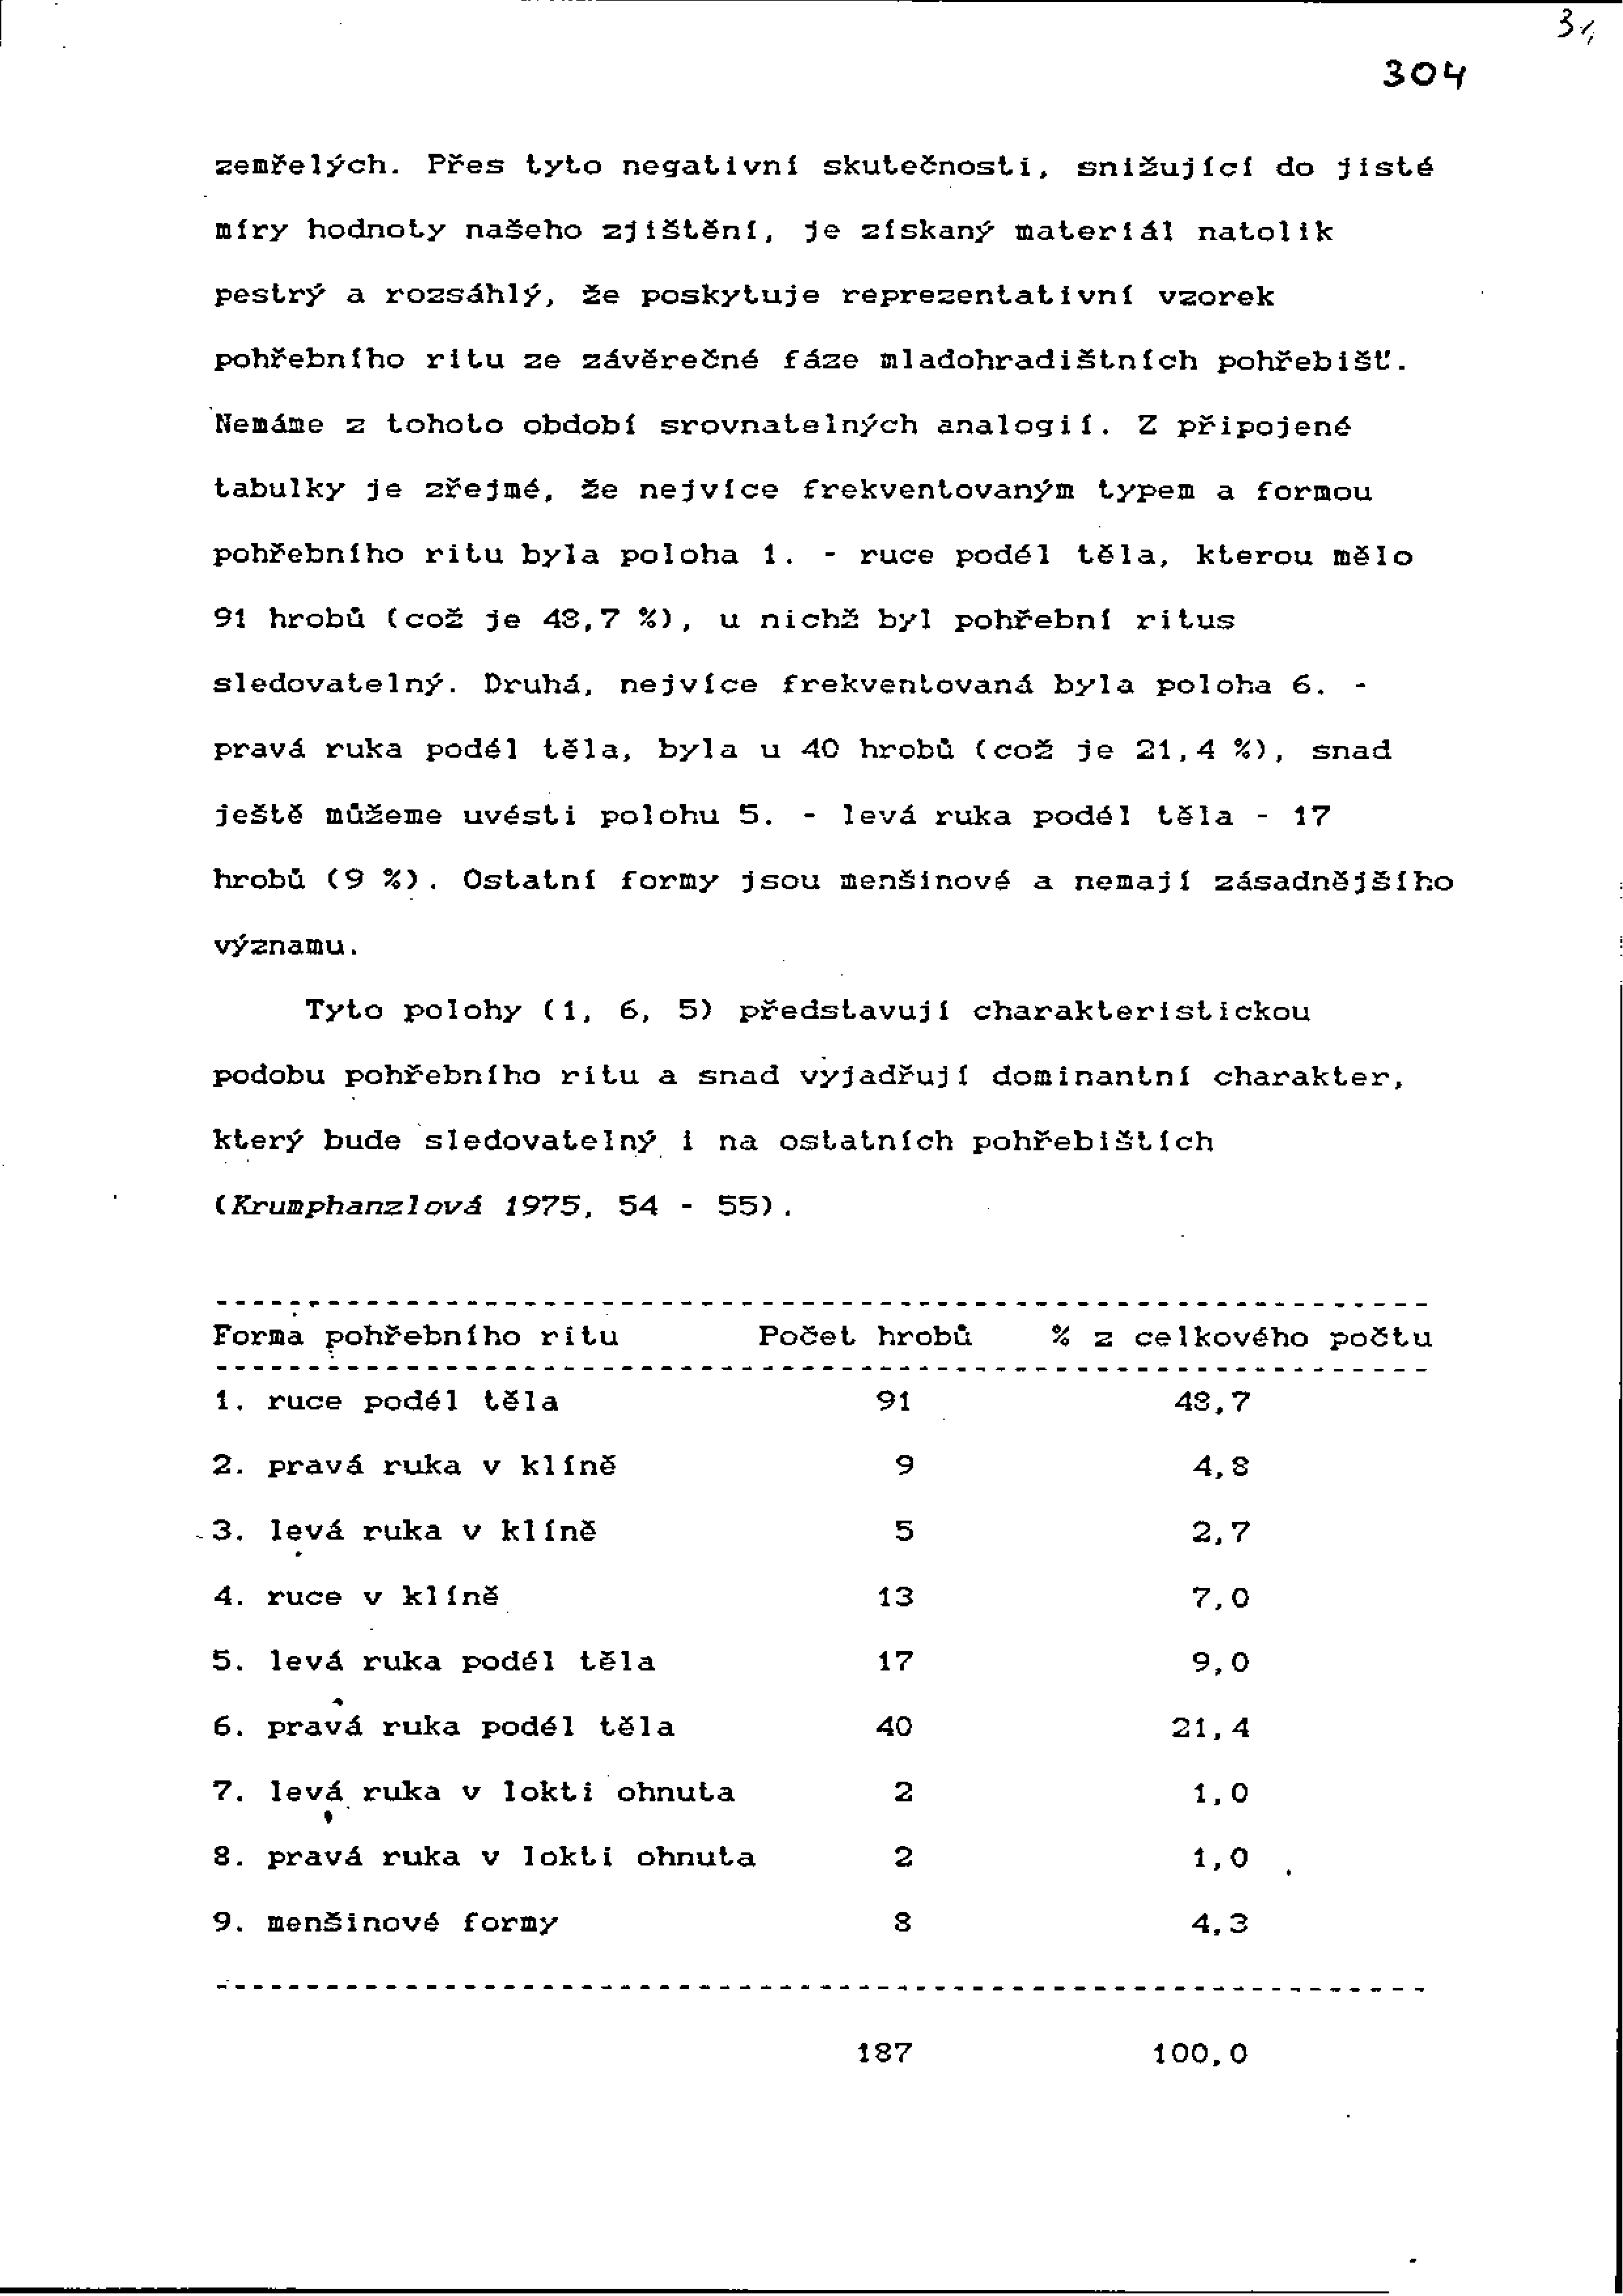 304
zemřelých. Přes tyto negativní skutečnosti, snižující do jisté
míry hodnoty našeho zjištění, je získaný materiál natolik
pestrý a rozsáhlý, že poskytuje reprezentativní vzorek
pohřebního ritu ze závěrečné fáze mladohradištních pohřebišť.
Nemáme z tohoto období srovnatelných analogií. Z připojené
tabulky je zřejmé, že nejvíce frekventovaným typem a formou
pohřebního ritu byla poloha 1. - ruce podél těla, kterou mělo
91 hrobů (což je 48,7 %), u nichž byl pohřební ritus
sledovatelný. Druhá, nejvíce frekventovaná byla poloha 6. -
pravá ruka podél těla, byla u 40 hrobů (což je 21,4 %), snad
ještě můžeme uvésti polohu 5. - levá ruka podél těla - 17
hrobů (9 %). Ostatní formy jsou menšinové a nemají zásadnějšího
významu.
Tyto polohy (1, 6, 5) představují charakteristickou
podobu pohřebního ritu a snad vyjadřují dominantní charakter,
který bude sledovatelný i na ostatních pohřebištích
(Krumphanzlová 1975, 54 - 55).
Forma pohřebního ritu Počet hrobů % z celkového počtu
1. ruce podél těla 91 48,7
2. pravá ruka v klíně 9 4,8
3. levá ruka v klíně 5 2,7
4. ruce v klíně 13 7,0
5. levá ruka podél těla 17 9,0
6. pravá ruka podél těla 40 21,4
7. levá ruka v lokti ohnuta 2 1,0
8. pravá ruka v lokti ohnuta 2 1,0
9. menšinové formy 8 4,3
187 100,0